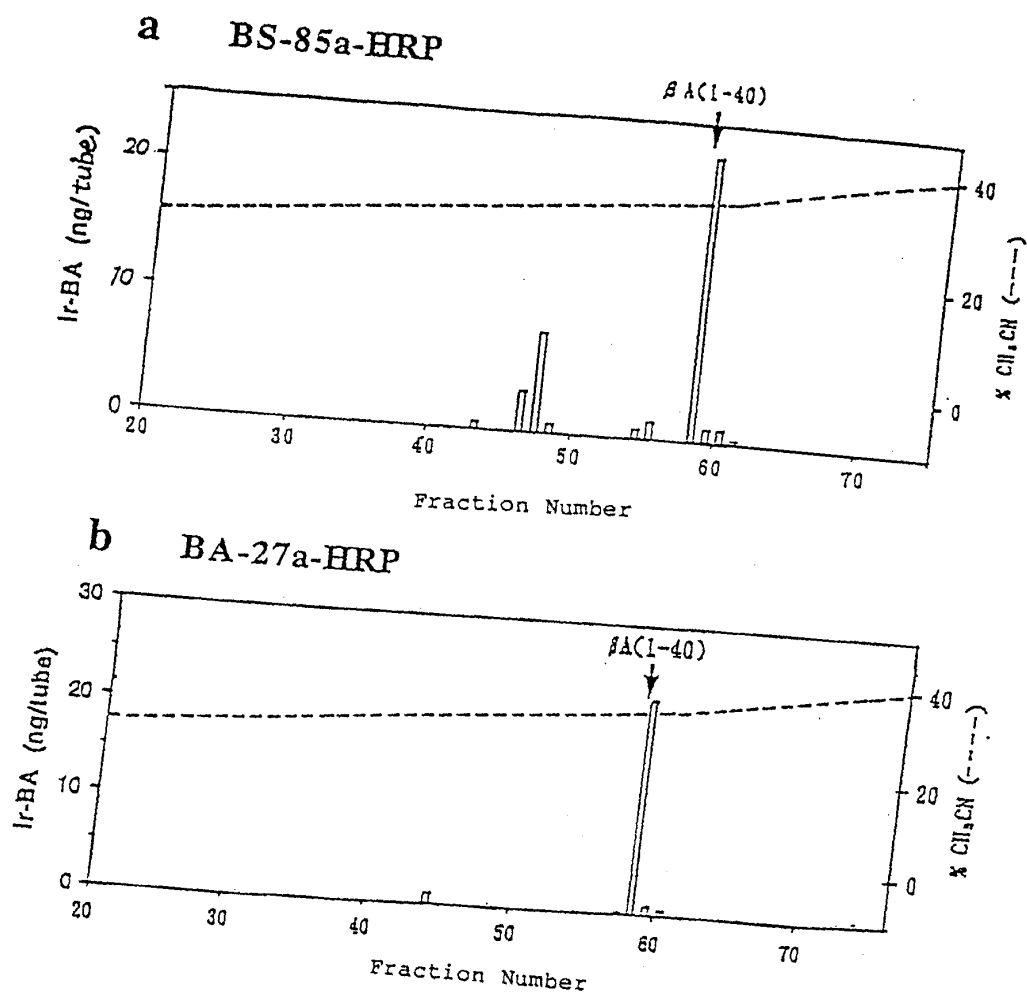 a BS-85a-HRP
β A(1-40)
Ir-BA (ng/tube)
20
10
0
40
20
0
% CH₃CN (----)
20 30 40 50 60 70
Fraction Number
b BA-27a-HRP
βA(1-40)
Ir-BA (ng/tube)
30
20
10
0
40
20
0
% CH₃CN (-----)
20 30 40 50 60 70
Fraction Number